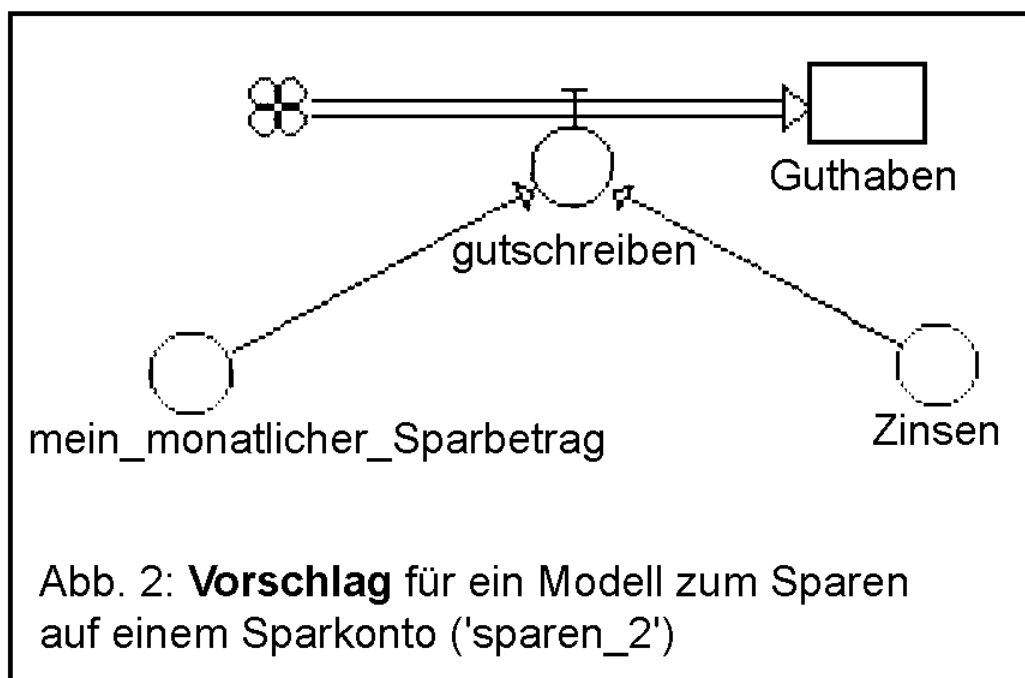 Guthaben
gutschreiben
mein_monatlicher_Sparbetrag
Zinsen
Abb. 2: Vorschlag für ein Modell zum Sparen
auf einem Sparkonto ('sparen_2')